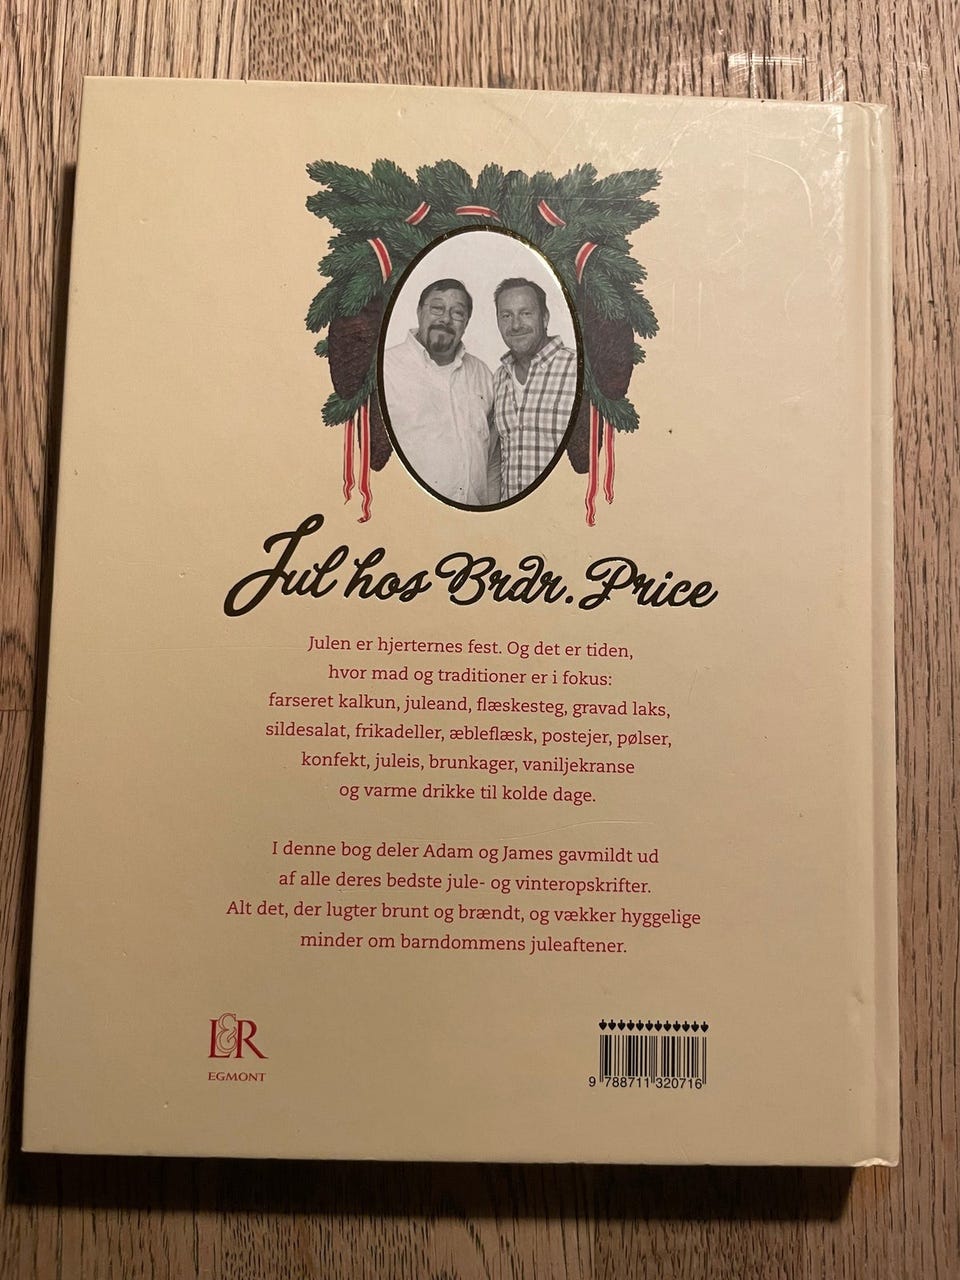 Jul hos Brdr. Price
Julen er hjerternes fest. Og det er tiden,
hvor mad og traditioner er i fokus:
farseret kalkun, juleand, flæskesteg, gravad laks,
sildesalat, frikadeller, æbleflæsk, postejer, pølser,
konfekt, juleis, brunkager, vaniljekranse
og varme drikke til kolde dage.
I denne bog deler Adam og James gavmildt ud
af alle deres bedste jule- og vinteropskrifter.
Alt det, der lugter brunt og brændt, og vækker hyggelige
minder om barndommens juleaftener.
L&R
EGMONT
9 788711 320716